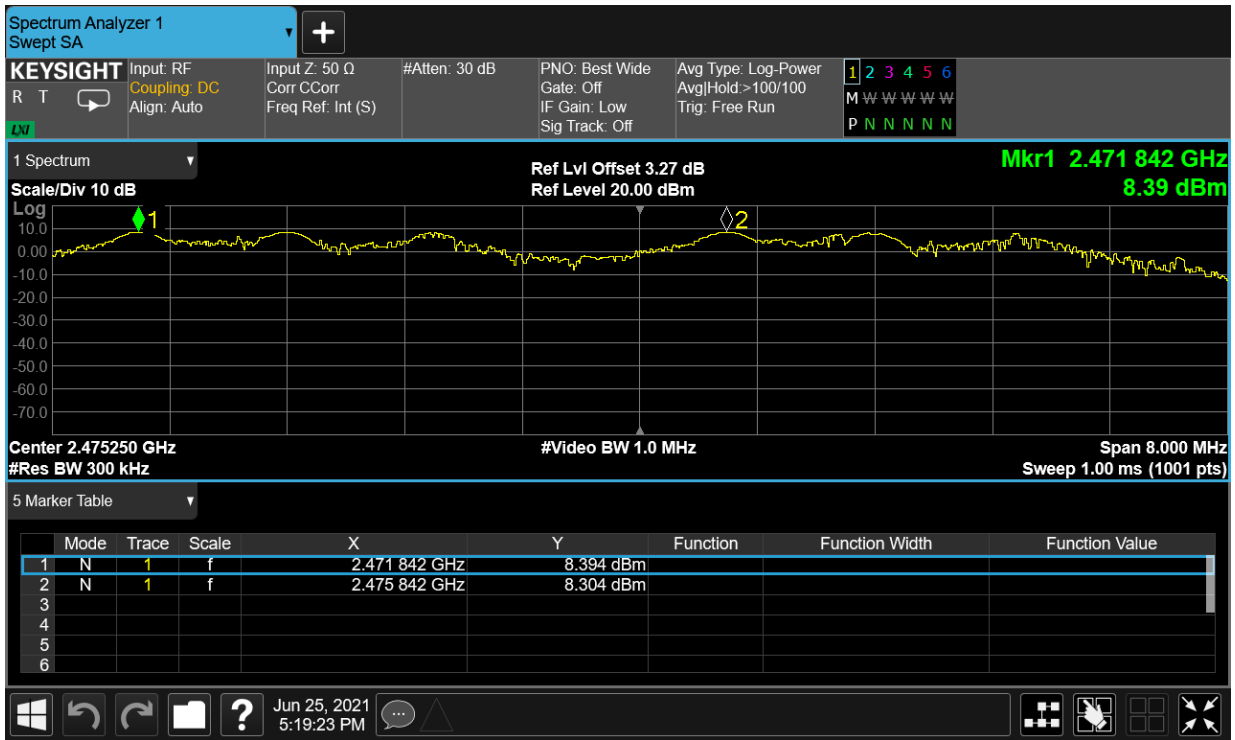 Spectrum Analyzer 1
Swept SA
KEYSIGHT
R T
LXI
Input: RF
Coupling: DC
Align: Auto
Input Z: 50 Ω
Corr CCorr
Freq Ref: Int (S)
#Atten: 30 dB
PNO: Best Wide
Gate: Off
IF Gain: Low
Sig Track: Off
Avg Type: Log-Power
Avg|Hold:>100/100
Trig: Free Run
1 2 3 4 5 6
M W W W W W
P N N N N N
1 Spectrum
Scale/Div 10 dB
Ref Lvl Offset 3.27 dB
Ref Level 20.00 dBm
Mkr1 2.471 842 GHz
8.39 dBm
Log
10.0
0.00
-10.0
-20.0
-30.0
-40.0
-50.0
-60.0
-70.0
1
2
Center 2.475250 GHz
#Video BW 1.0 MHz
Span 8.000 MHz
#Res BW 300 kHz
Sweep 1.00 ms (1001 pts)
5 Marker Table
Mode Trace Scale X Y Function Function Width Function Value
1 N 1 f 2.471 842 GHz 8.394 dBm
2 N 1 f 2.475 842 GHz 8.304 dBm
3
4
5
6
?
Jun 25, 2021
5:19:23 PM